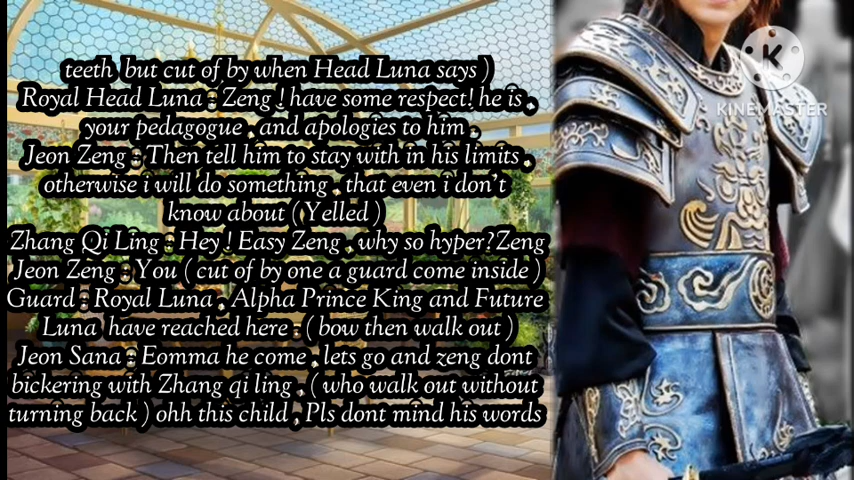 teeth but cut of by when Head Luna says )
Royal Head Luna : Zeng ! have some respect! he is ,
your pedagogue , and apologies to him .
Jeon Zeng : Then tell him to stay with in his limits ,
otherwise i will do something , that even i don't
know about ( Yelled )
Zhang Qi Ling : Hey ! Easy Zeng , why so hyper?Zeng
Jeon Zeng : You ( cut of by one a guard come inside )
Guard : Royal Luna , Alpha Prince King and Future
Luna have reached here . ( bow then walk out )
Jeon Sana : Eomma he come , lets go and zeng dont
bickering with Zhang qi ling , ( who walk out without
turning back ) ohh this child , Pls dont mind his words
K
KINEMASTER